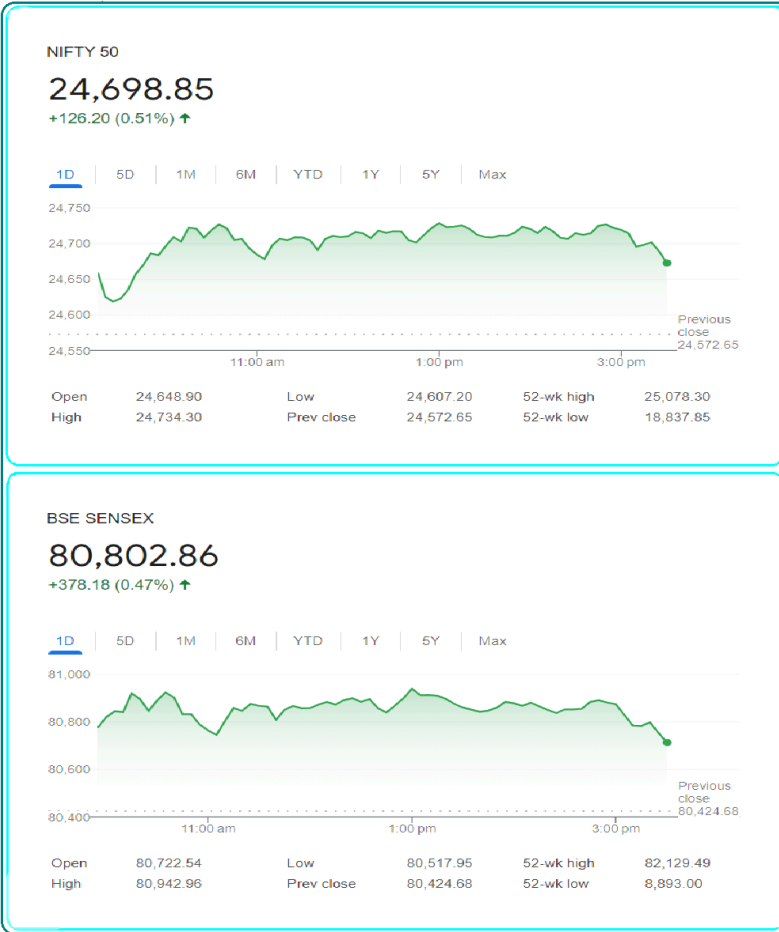 NIFTY 50
24,698.85
+126.20 (0.51%) ↑
1D 5D 1M 6M YTD 1Y 5Y Max
24,750
24,700
24,650
24,600
24,550
Previous
close
24,572.65
11:00 am 1:00 pm 3:00 pm
Open 24,648.90 Low 24,607.20 52-wk high 25,078.30
High 24,734.30 Prev close 24,572.65 52-wk low 18,837.85
BSE SENSEX
80,802.86
+378.18 (0.47%) ↑
1D 5D 1M 6M YTD 1Y 5Y Max
81,000
80,800
80,600
80,400
Previous
close
80,424.68
11:00 am 1:00 pm 3:00 pm
Open 80,722.54 Low 80,517.95 52-wk high 82,129.49
High 80,942.96 Prev close 80,424.68 52-wk low 8,893.00